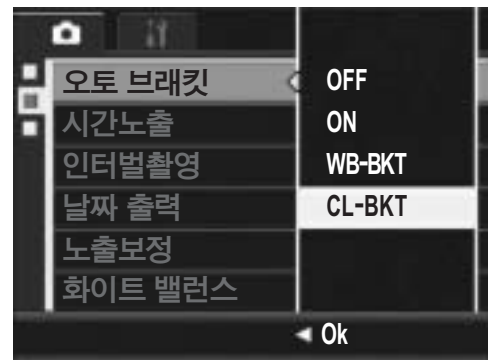 오토 브래킷 OFF
시간노출 ON
인터벌촬영 WB-BKT
날짜 출력 CL-BKT
노출보정
화이트 밸런스
Ok